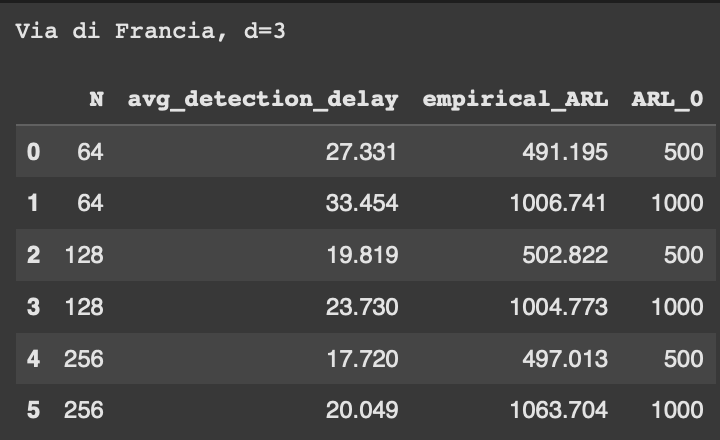 Via di Francia, d=3
N avg_detection_delay empirical_ARL ARL_0
0 64 27.331 491.195 500
1 64 33.454 1006.741 1000
2 128 19.819 502.822 500
3 128 23.730 1004.773 1000
4 256 17.720 497.013 500
5 256 20.049 1063.704 1000